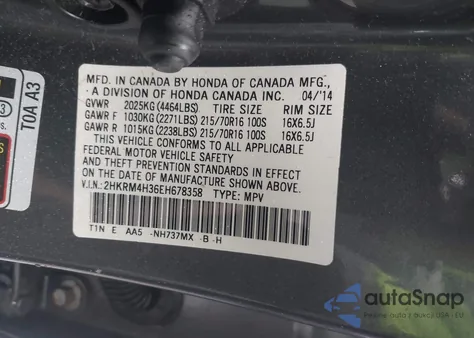 MFD. IN CANADA BY HONDA OF CANADA MFG.,
A DIVISION OF HONDA CANADA INC. 04/'14
GVWR 2025KG (4464LBS) TIRE SIZE RIM SIZE
GAWR F 1030KG (2271LBS) 215/70R16 100S 16X6.5J
GAWR R 1015KG (2238LBS) 215/70R16 100S 16X6.5J
THIS VEHICLE CONFORMS TO ALL APPLICABLE
FEDERAL MOTOR VEHICLE SAFETY
AND THEFT PREVENTION STANDARDS IN EFFECT
ON THE DATE OF MANUFACTURE SHOWN ABOVE.
V.I.N: 2HKRM4H36EH678358 TYPE: MPV
T1N E AA5 -NH737MX -B -H
TOA A3
3
s.
autoSnap